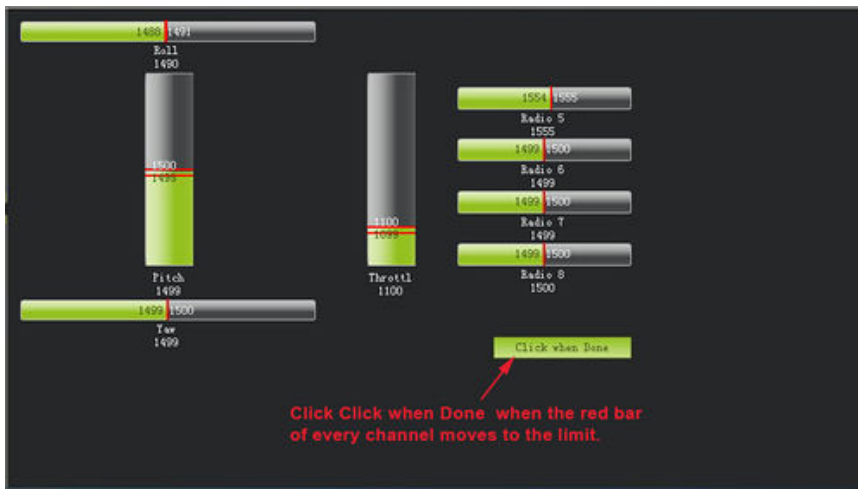 1488 1491
Roll
1490
1500
1498
Pitch
1499
1499 1500
Yaw
1499
1100
1099
Throttl
1100
1554 1555
Radio 5
1555
1499 1500
Radio 6
1499
1499 1500
Radio 7
1499
1499 1500
Radio 8
1500
Click when Done
Click Click when Done when the red bar
of every channel moves to the limit.